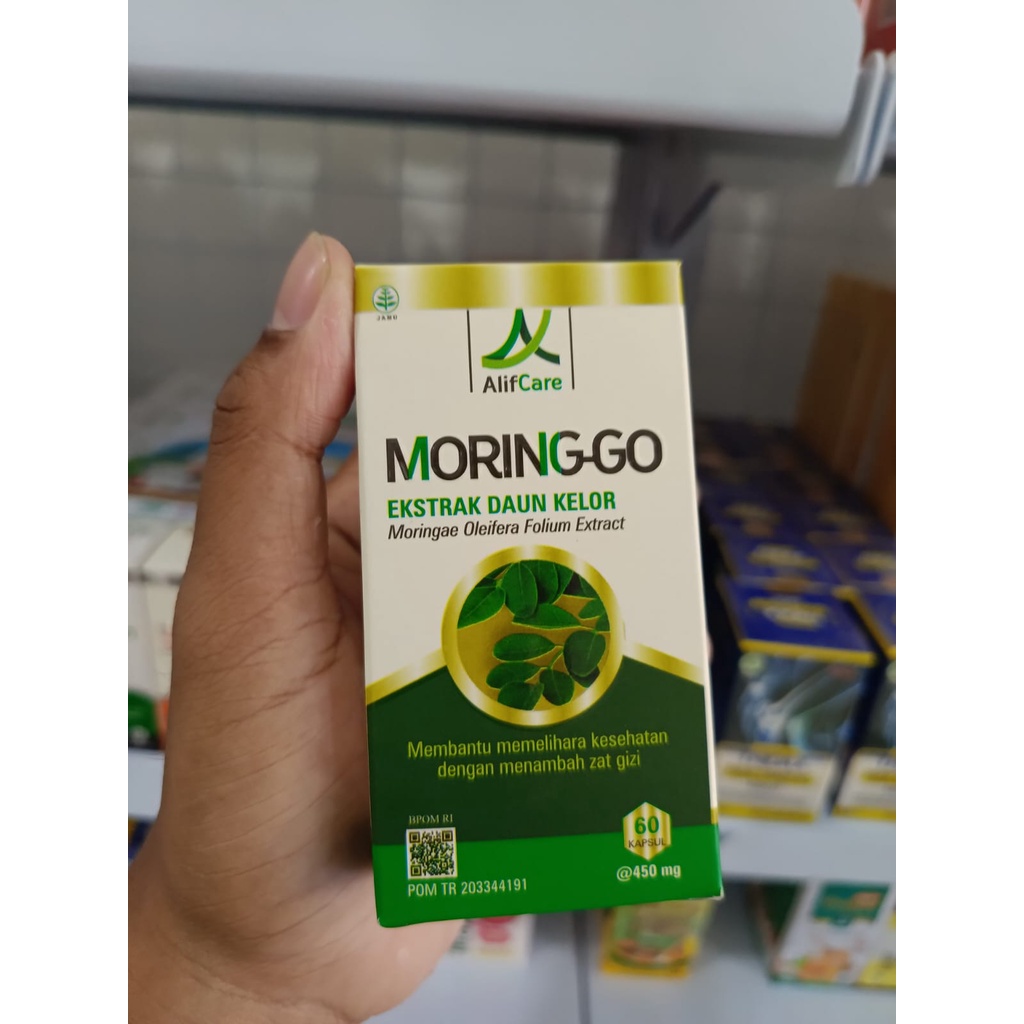 JAMU
AlifCare
MORING-GO
EKSTRAK DAUN KELOR
Moringae Oleifera Folium Extract
Membantu memelihara kesehatan
dengan menambah zat gizi
BPOM RI
POM TR 203344191
60
KAPSUL
@450 mg